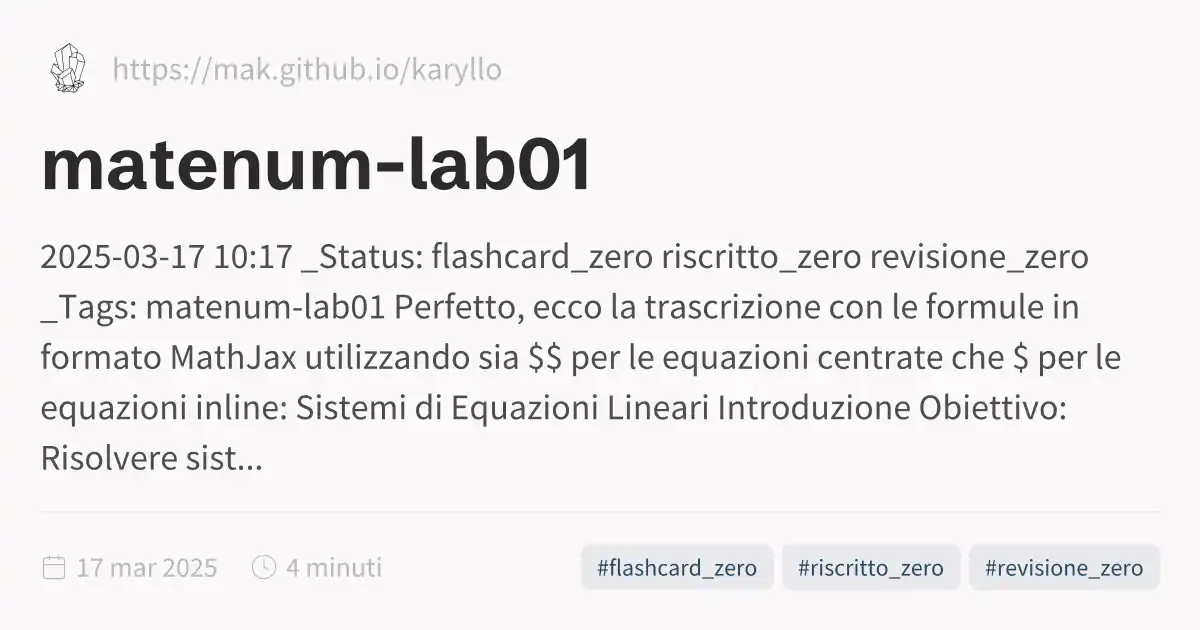 https://mak.github.io/karyllo
matenum-lab01
2025-03-17 10:17 _Status: flashcard_zero riscritto_zero revisione_zero
_Tags: matenum-lab01 Perfetto, ecco la trascrizione con le formule in
formato MathJax utilizzando sia $$ per le equazioni centrate che $ per le
equazioni inline: Sistemi di Equazioni Lineari Introduzione Obiettivo:
Risolvere sist...
17 mar 2025 4 minuti #flashcard_zero #riscritto_zero #revisione_zero